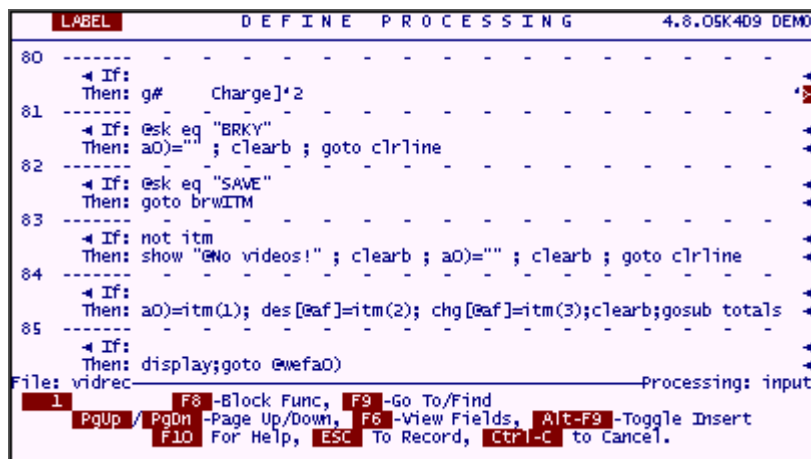 LABEL D E F I N E P R O C E S S I N G 4.8.05K4D9 DEMO
80 ------- - - - - - - - - - - - - - - - -
◄ If: ◄
Then: g# Charge]‘2 ‘>
81 ------- - - - - - - - - - - - - - - - -
◄ If: @sk eq "BRKY" ◄
Then: aO)="" ; clearb ; goto clrline ◄
82 ------- - - - - - - - - - - - - - - - -
◄ If: @sk eq "SAVE" ◄
Then: goto brwITM ◄
83 ------- - - - - - - - - - - - - - - - -
◄ If: not itm ◄
Then: show "@No videos!" ; clearb ; aO)="" ; clearb ; goto clrline ◄
84 ------- - - - - - - - - - - - - - - - -
◄ If: ◄
Then: aO)=itm(1); des[@af]=itm(2); chg[@af]=itm(3);clearb;gosub totals ◄
85 ------- - - - - - - - - - - - - - - - -
◄ If: ◄
Then: display;goto @wefaO) ◄
File: vidrec Processing: input
1 F8 -Block Func, F9 -Go To/Find
PgUp / PgDn -Page Up/Down, F6 -View Fields, Alt-F9 -Toggle Insert
F10 For Help, ESC To Record, Ctrl-C to Cancel.